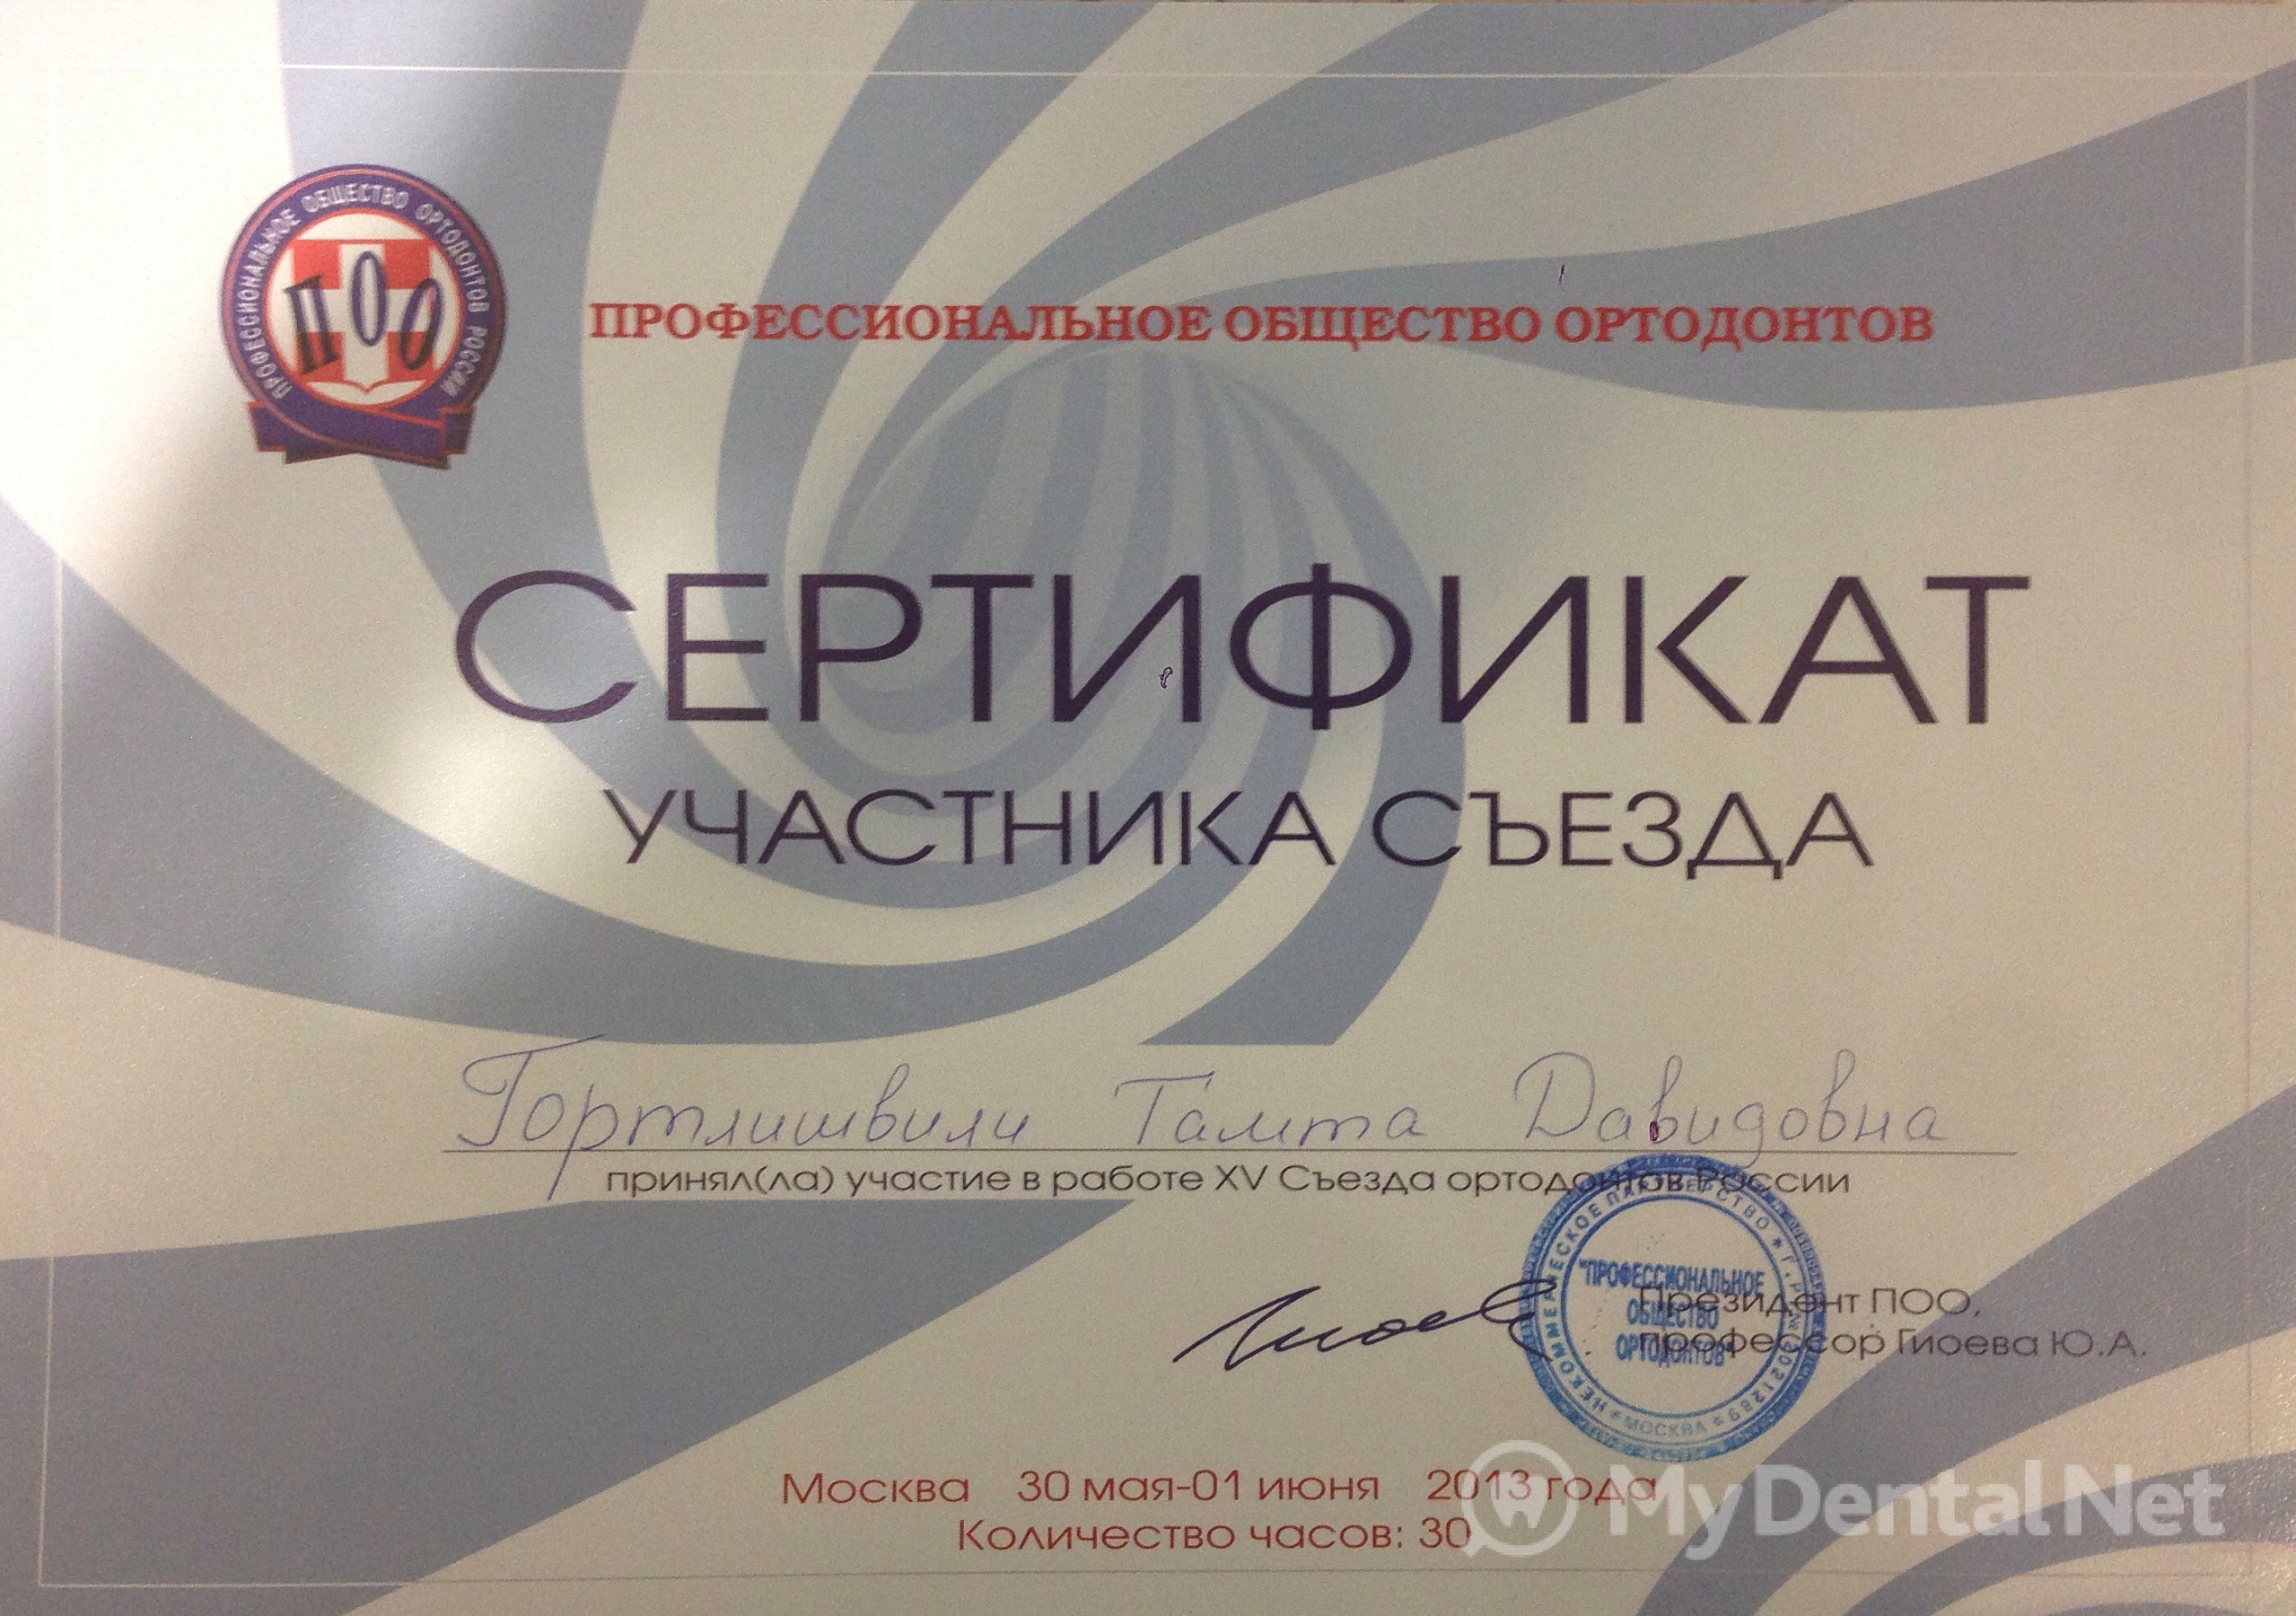 ПРОФЕССИОНАЛЬНОЕ ОБЩЕСТВО ОРТОДОНТОВ РОССИИ
ПОО
ПРОФЕССИОНАЛЬНОЕ ОБЩЕСТВО ОРТОДОНТОВ
СЕРТИФИКАТ
УЧАСТНИКА СЪЕЗДА
Гортлишвили Тамта Давидовна
принял(ла) участие в работе XV Съезда ортодонтов России
НЕКОММЕРЧЕСКОЕ ПАРТНЕРСТВО
"ПРОФЕССИОНАЛЬНОЕ
ОБЩЕСТВО
ОРТОДОНТОВ"
* МОСКВА *
Президент ПОО,
профессор Гиоева Ю.А.
Москва 30 мая-01 июня 2013 года
Количество часов: 30
MyDentalNet